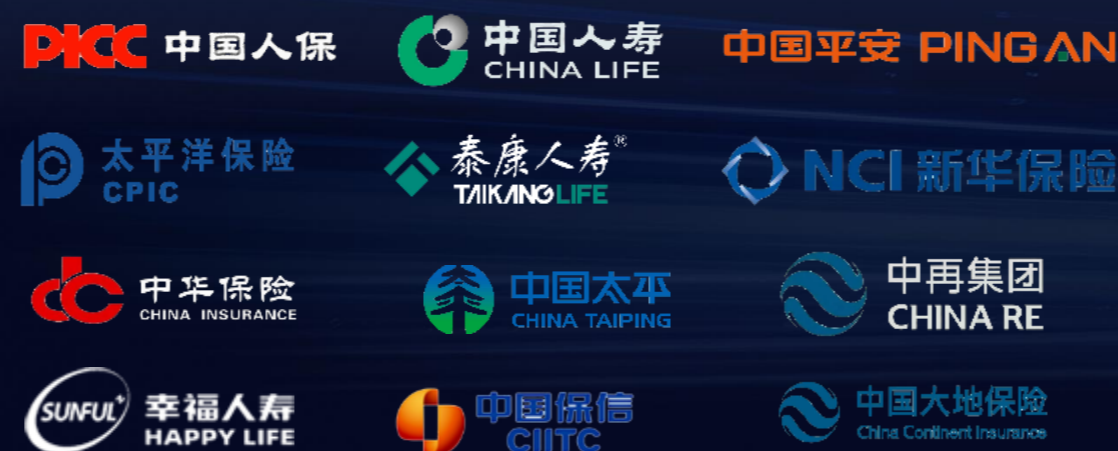 PICC 中国人保
中国人寿
CHINA LIFE
中国平安 PING AN
太平洋保险
CPIC
泰康人寿®
TAIKANGLIFE
NCI 新华保险
中华保险
CHINA INSURANCE
中国太平
CHINA TAIPING
中再集团
CHINA RE
SUNFUL+
幸福人寿
HAPPY LIFE
中国保信
CIITC
中国大地保险
China Continent Insurance